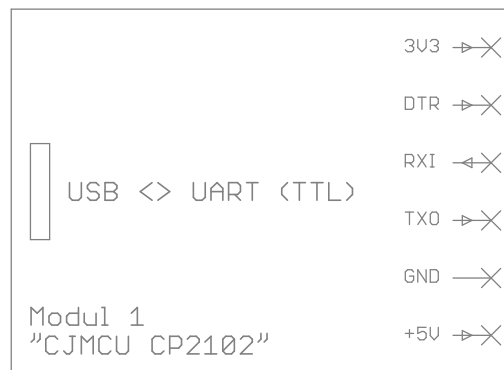 3V3
DTR
RXI
USB <> UART (TTL)
TXO
GND
Modul 1
+5V
"CJMCU CP2102"